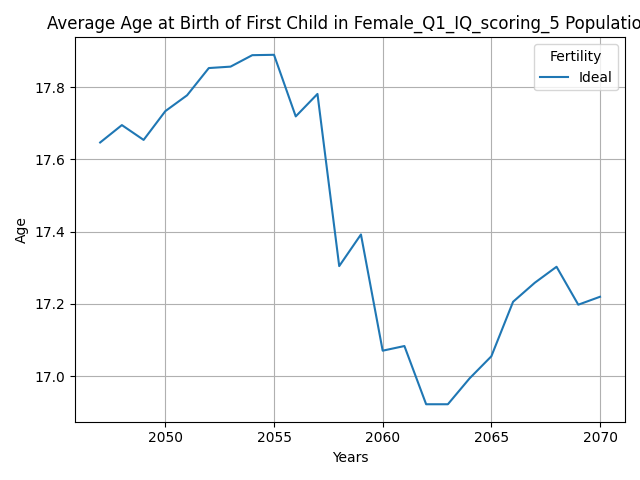 Average Age at Birth of First Child in Female_Q1_IQ_scoring_5 Populatio
Fertility
Ideal
17.8
17.6
17.4
17.2
17.0
Age
2050 2055 2060 2065 2070
Years